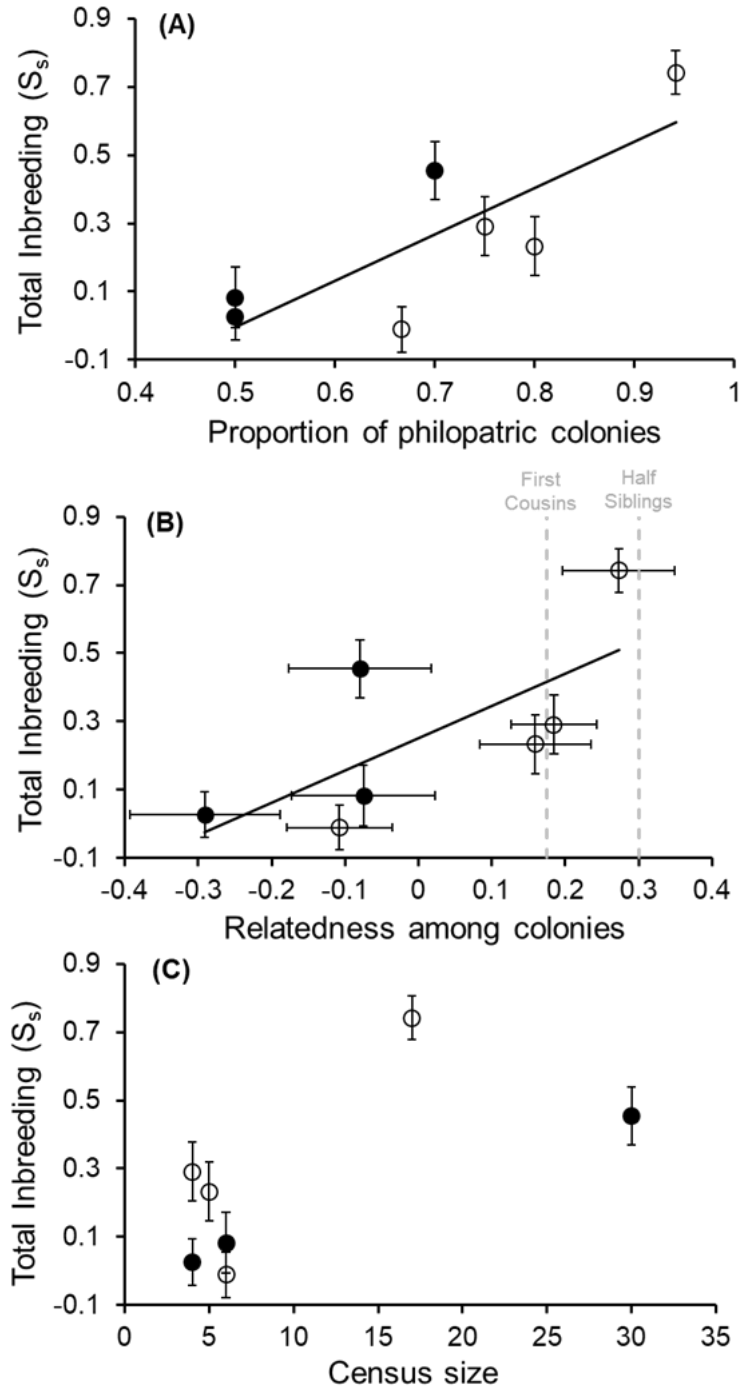 (A)
Total Inbreeding (Sₛ)
0.9
0.7
0.5
0.3
0.1
-0.1
0.4 0.5 0.6 0.7 0.8 0.9 1
Proportion of philopatric colonies
First
Cousins
Half
Siblings
(B)
Total Inbreeding (Sₛ)
0.9
0.7
0.5
0.3
0.1
-0.1
-0.4 -0.3 -0.2 -0.1 0 0.1 0.2 0.3 0.4
Relatedness among colonies
(C)
Total Inbreeding (Sₛ)
0.9
0.7
0.5
0.3
0.1
-0.1
0 5 10 15 20 25 30 35
Census size